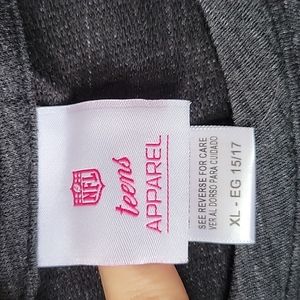 NFL
teens
APPAREL
SEE REVERSE FOR CARE
VER AL DORSO PARA CUIDADO
XL - EG 15/17